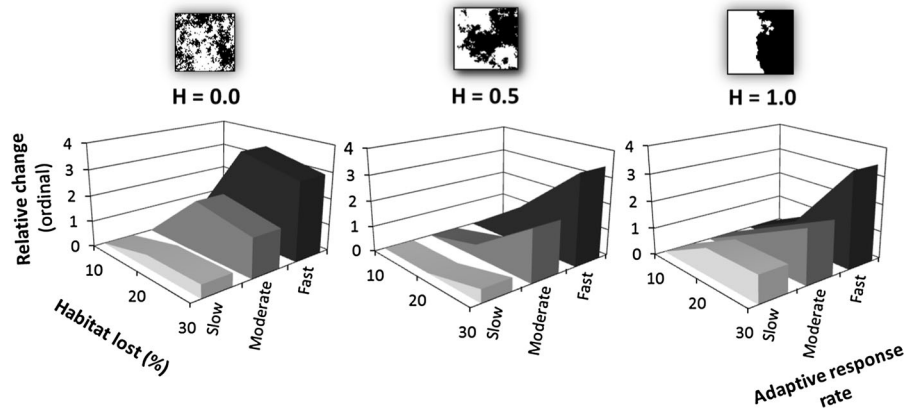 H = 0.0
H = 0.5
H = 1.0
Relative change
(ordinal)
4
3
2
1
0
10
20
30
Slow
Moderate
Fast
4
3
2
1
0
10
20
30
Slow
Moderate
Fast
4
3
2
1
0
10
20
30
Slow
Moderate
Fast
Habitat lost (%)
Adaptive response
rate